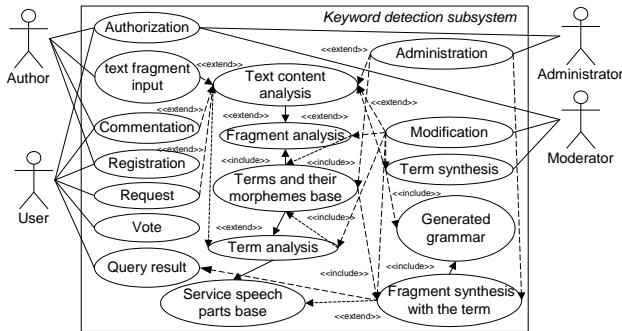 Keyword detection subsystem
Authorization
<<extend>>
<<extend>>
Administration
Author
text fragment
input
Text content
analysis
Administrator
<<extend>>
<<extend>>
<<extend>>
<<extend>>
Commentation
Fragment analysis
Modification
Moderator
<<extend>>
Registration
<<include>>
<<include>>
Term synthesis
User
Request
Terms and their
morphemes base
<<include>>
Vote
<<include>>
Generated
grammar
<<extend>>
Term analysis
Query result
<<include>>
<<include>>
Service speech
parts base
Fragment synthesis
with the term
<<extend>>